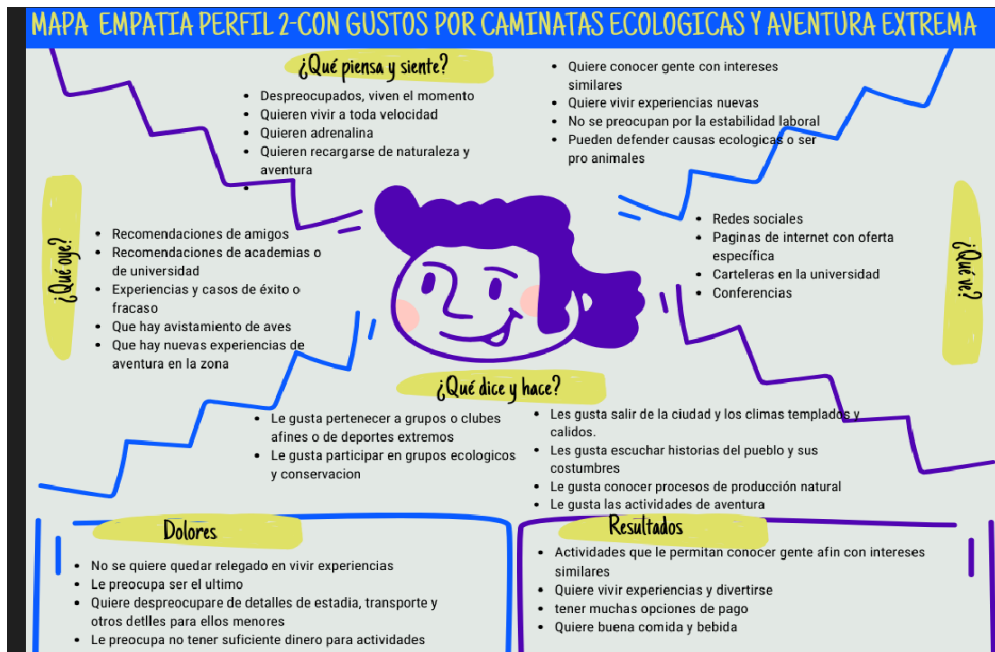 MAPA EMPATIA PERFIL 2-CON GUSTOS POR CAMINATAS ECOLOGICAS Y AVENTURA EXTREMA
¿Qué piensa y siente?
• Despreocupados, viven el momento
• Quieren vivir a toda velocidad
• Quieren adrenalina
• Quieren recargarse de naturaleza y
aventura
•
• Quiere conocer gente con intereses
similares
• Quiere vivir experiencias nuevas
• No se preocupan por la estabilidad laboral
• Pueden defender causas ecologicas o ser
pro animales
¿Qué oye?
• Recomendaciones de amigos
• Recomendaciones de academias o
de universidad
• Experiencias y casos de éxito o
fracaso
• Que hay avistamiento de aves
• Que hay nuevas experiencias de
aventura en la zona
• Redes sociales
• Paginas de internet con oferta
específica
• Carteleras en la universidad
• Conferencias
¿Qué ve?
¿Qué dice y hace?
• Le gusta pertenecer a grupos o clubes
afines o de deportes extremos
• Le gusta participar en grupos ecologicos
y conservacion
• Les gusta salir de la ciudad y los climas templados y
calidos.
• Les gusta escuchar historias del pueblo y sus
costumbres
• Le gusta conocer procesos de producción natural
• Le gusta las actividades de aventura
Dolores
• No se quiere quedar relegado en vivir experiencias
• Le preocupa ser el ultimo
• Quiere despreocupare de detalles de estadia, transporte y
otros detlles para ellos menores
• Le preocupa no tener suficiente dinero para actividades
Resultados
• Actividades que le permitan conocer gente afin con intereses
similares
• Quiere vivir experiencias y divertirse
• tener muchas opciones de pago
• Quiere buena comida y bebida